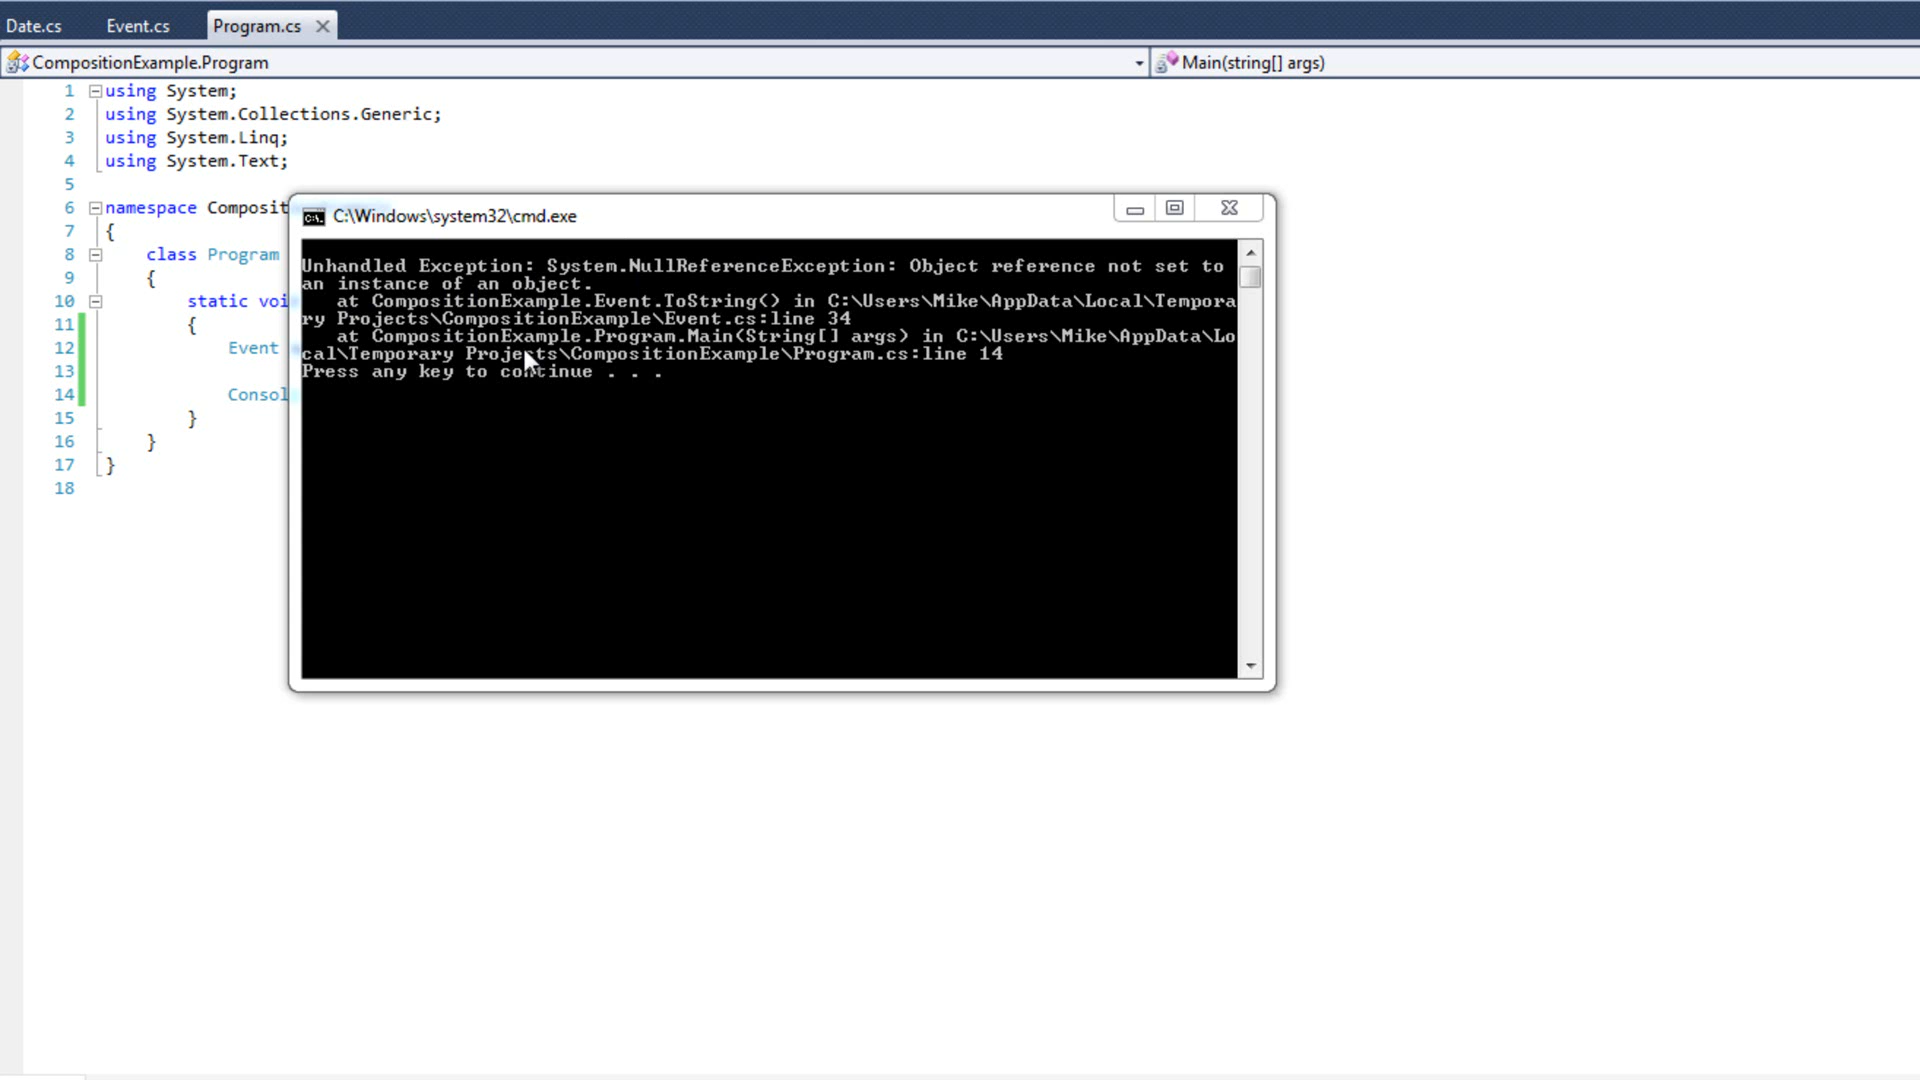 Date.cs Event.cs Program.cs
CompositionExample.Program Main(string[] args)
1 using System;
2 using System.Collections.Generic;
3 using System.Linq;
4 using System.Text;
5
6 namespace Composit
7 {
8 class Program
9 {
10 static voi
11 {
12 Event
13
14 Consol
15 }
16 }
17 }
18
C:\Windows\system32\cmd.exe
Unhandled Exception: System.NullReferenceException: Object reference not set to
an instance of an object.
at CompositionExample.Event.ToString() in C:\Users\Mike\AppData\Local\Tempora
ry Projects\CompositionExample\Event.cs:line 34
at CompositionExample.Program.Main(String[] args) in C:\Users\Mike\AppData\Lo
cal\Temporary Projects\CompositionExample\Program.cs:line 14
Press any key to continue . . .